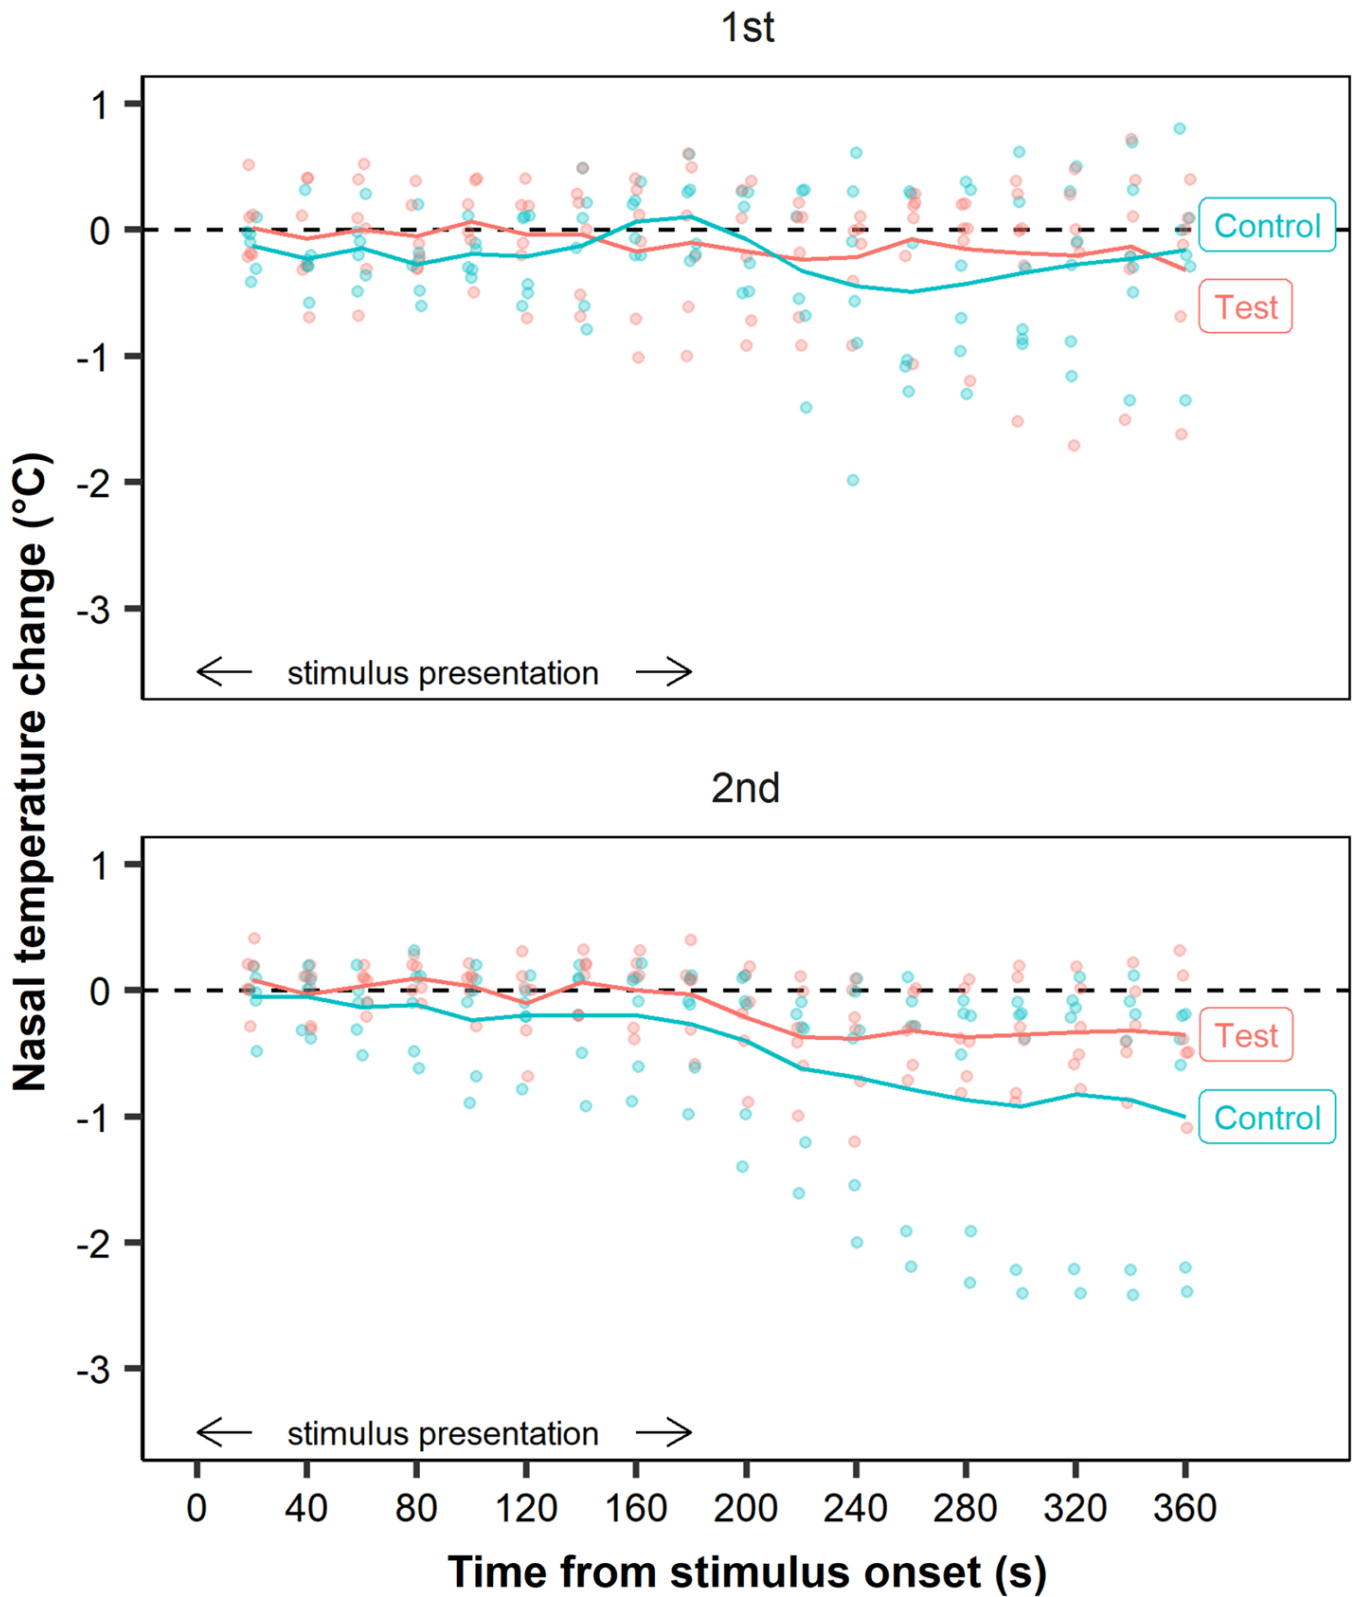 1st
1
0
-1
-2
-3
Control
Test
stimulus presentation
Nasal temperature change (°C)
2nd
1
0
-1
-2
-3
Test
Control
stimulus presentation
0 40 80 120 160 200 240 280 320 360
Time from stimulus onset (s)